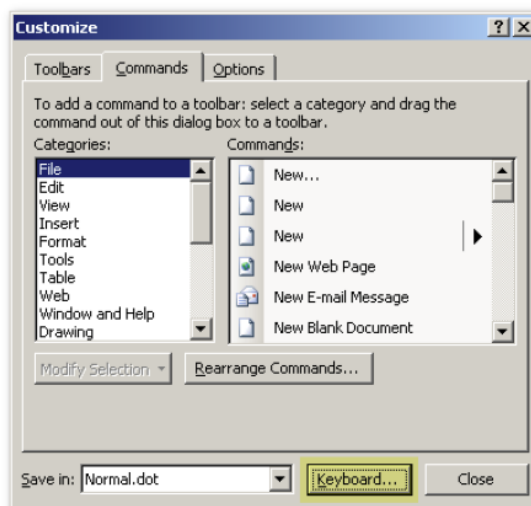 Customize
Toolbars Commands Options
To add a command to a toolbar: select a category and drag the
command out of this dialog box to a toolbar.
Categories:
File
Edit
View
Insert
Format
Tools
Table
Web
Window and Help
Drawing
Commands:
New...
New
New
New Web Page
New E-mail Message
New Blank Document
Modify Selection
Rearrange Commands...
Save in: Normal.dot
Keyboard...
Close